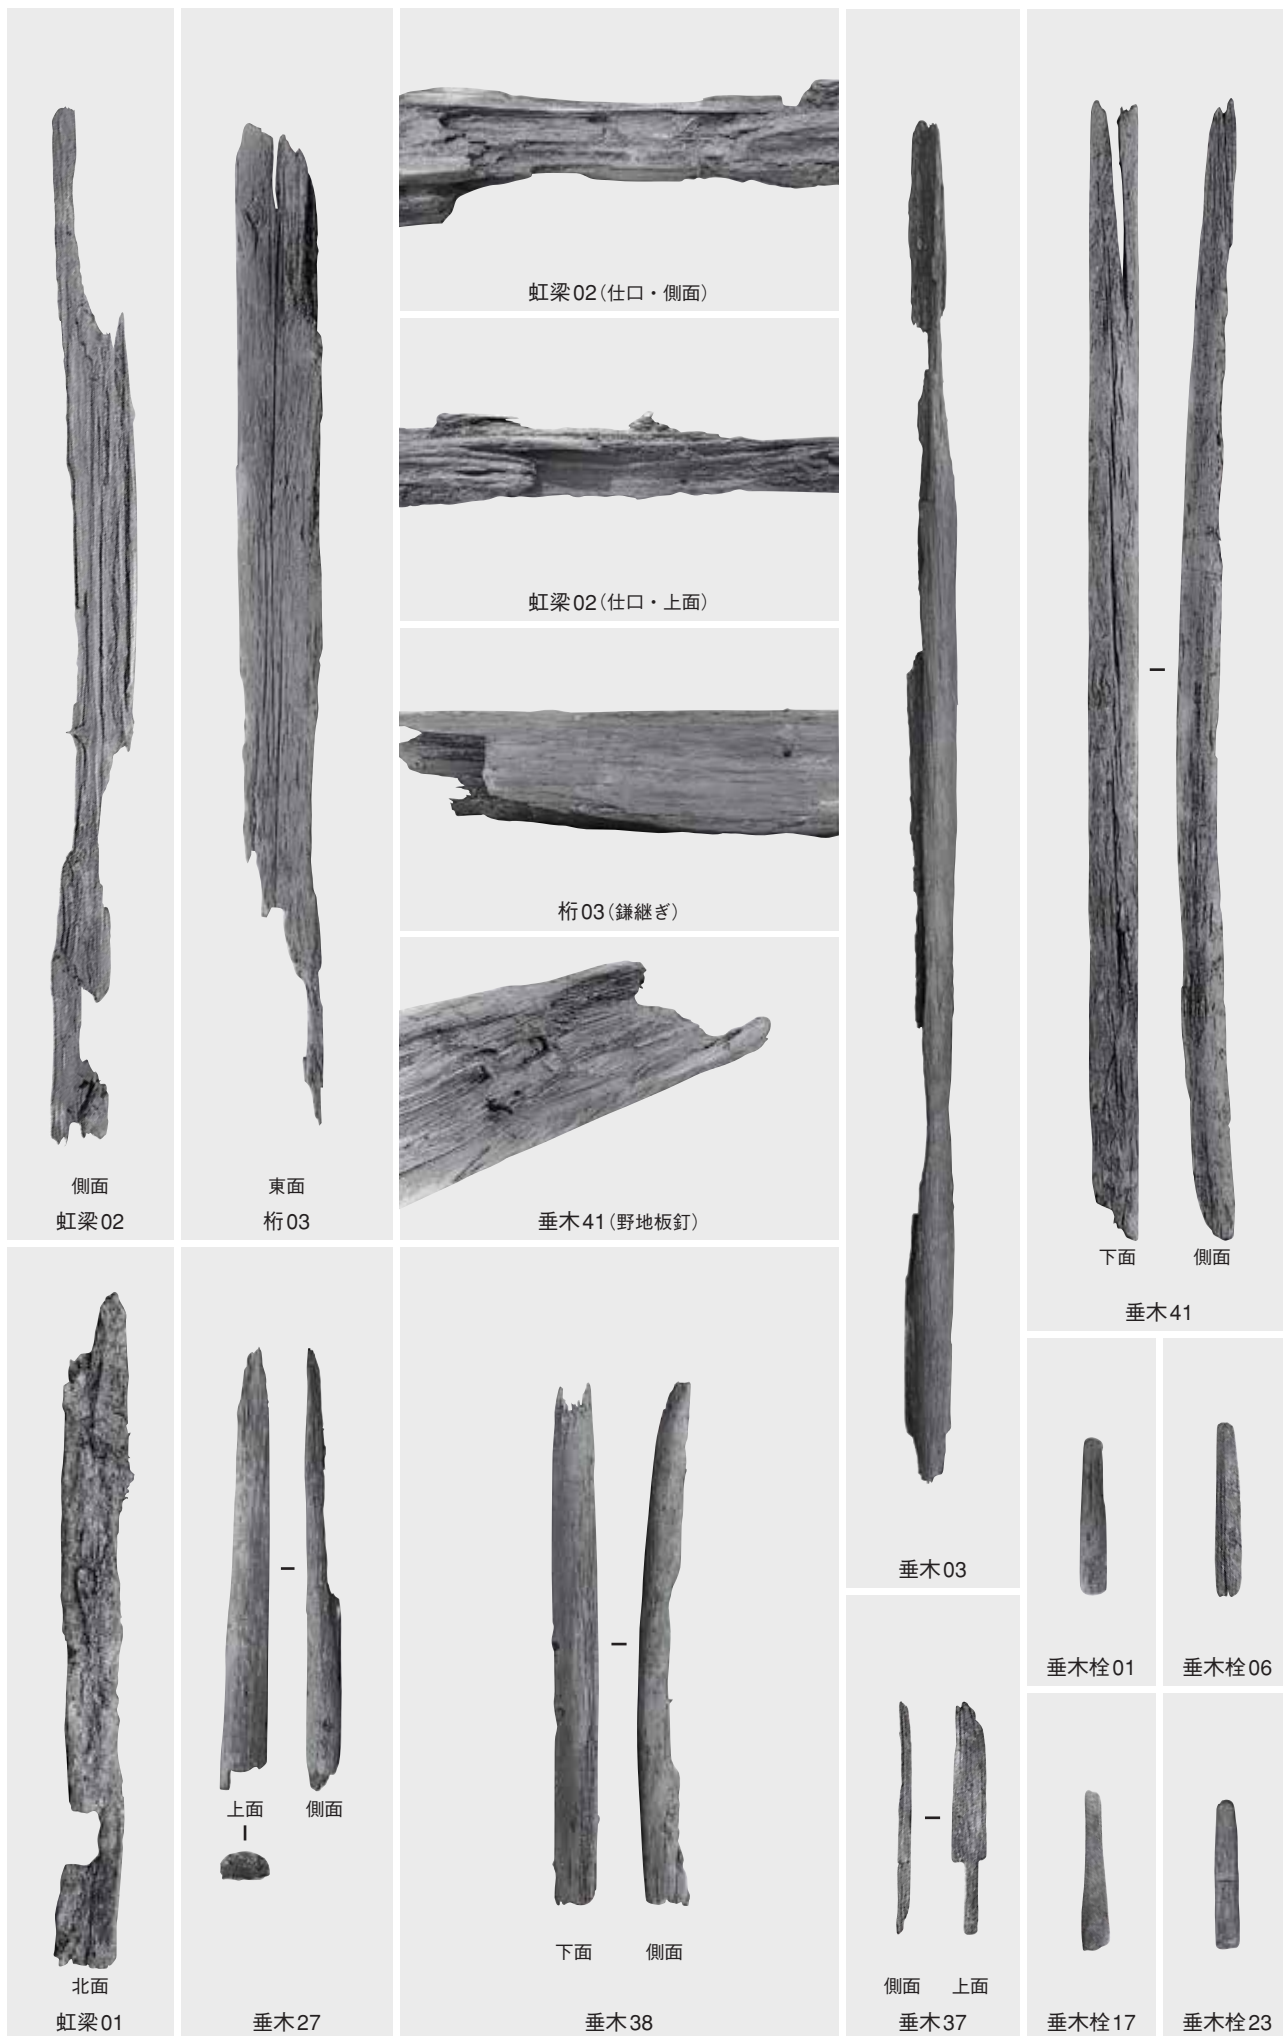 側面
虹梁02
東面
桁03
虹梁02（仕口・側面）
虹梁02（仕口・上面）
桁03（鎌継ぎ）
垂木41（野地板釘）
垂木03
下面
側面
垂木41
北面
虹梁01
上面
側面
垂木27
下面
側面
垂木38
側面
上面
垂木37
垂木栓01
垂木栓06
垂木栓17
垂木栓23